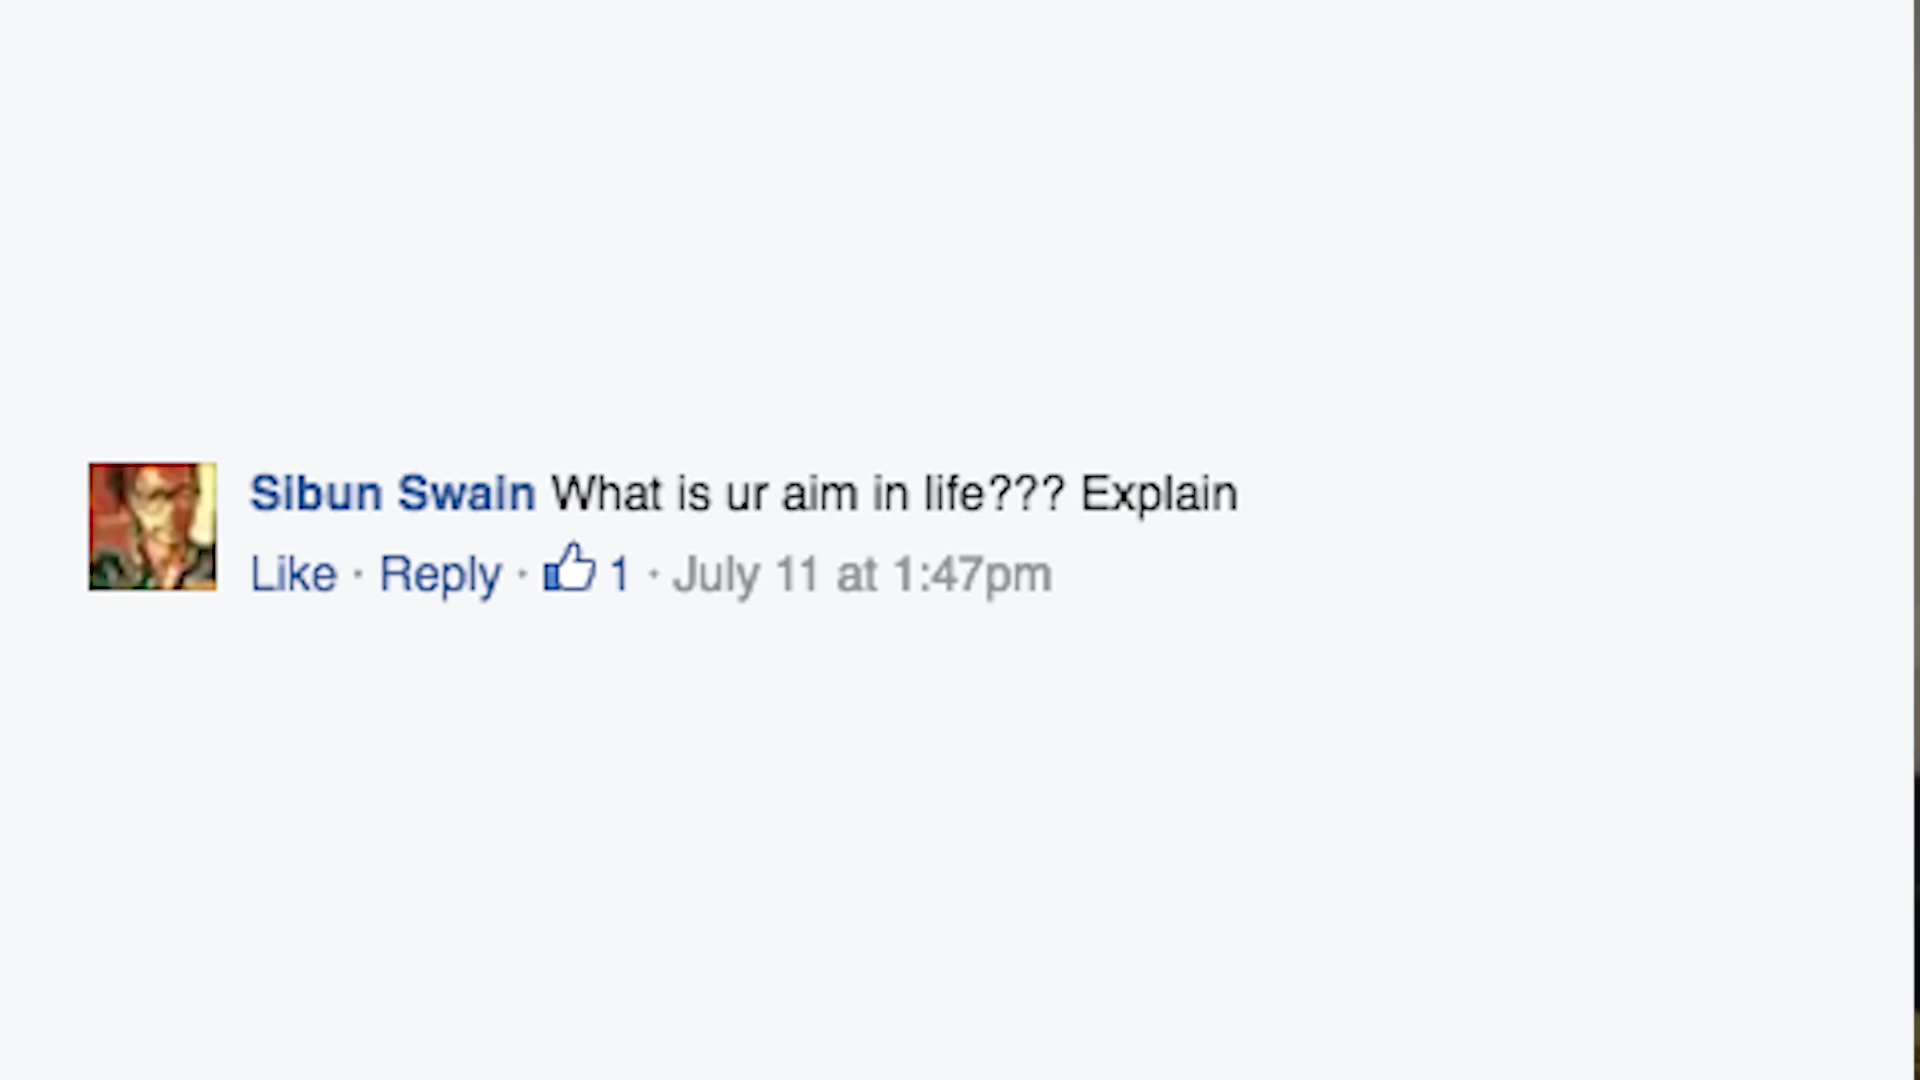 Sibun Swain What is ur aim in life??? Explain
Like · Reply · 1 · July 11 at 1:47pm